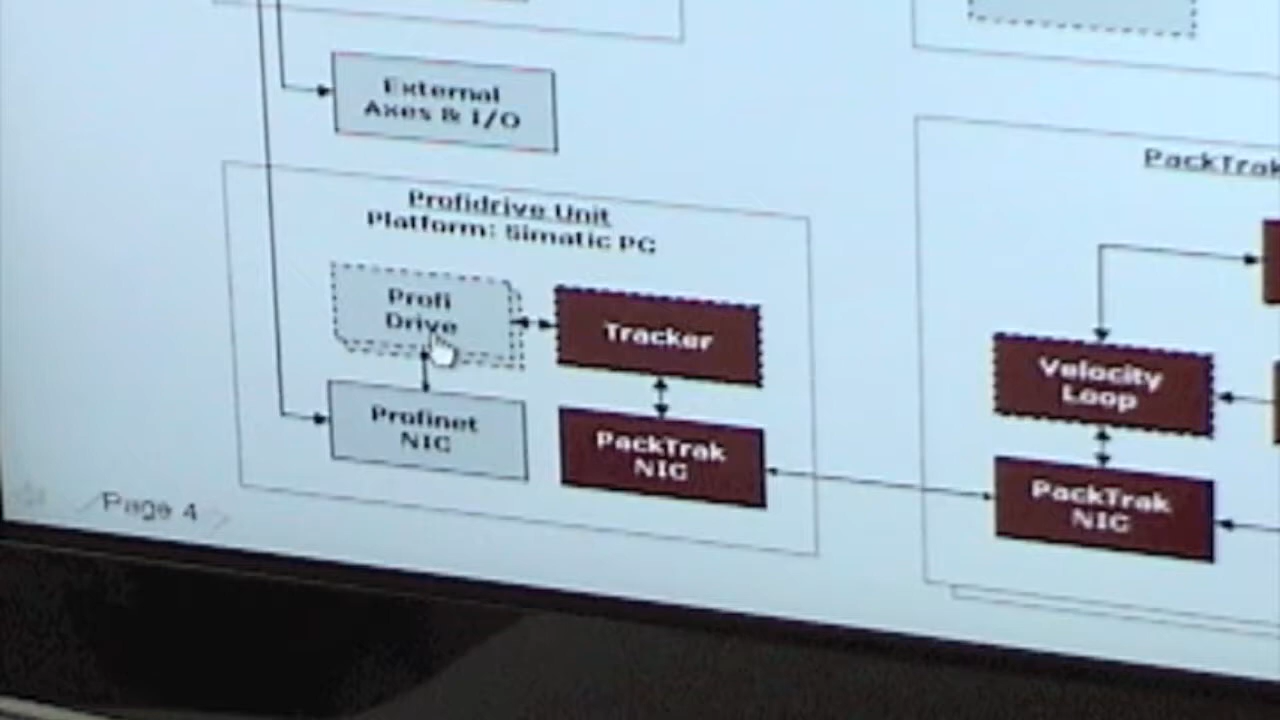 External
Axes & I/O
Profidrive Unit
Platform: Simatic PC
Profi
Drive
Tracker
Profinet
NIC
PackTrak
NIC
Page 4
PackTrak
Velocity
Loop
PackTrak
NIC